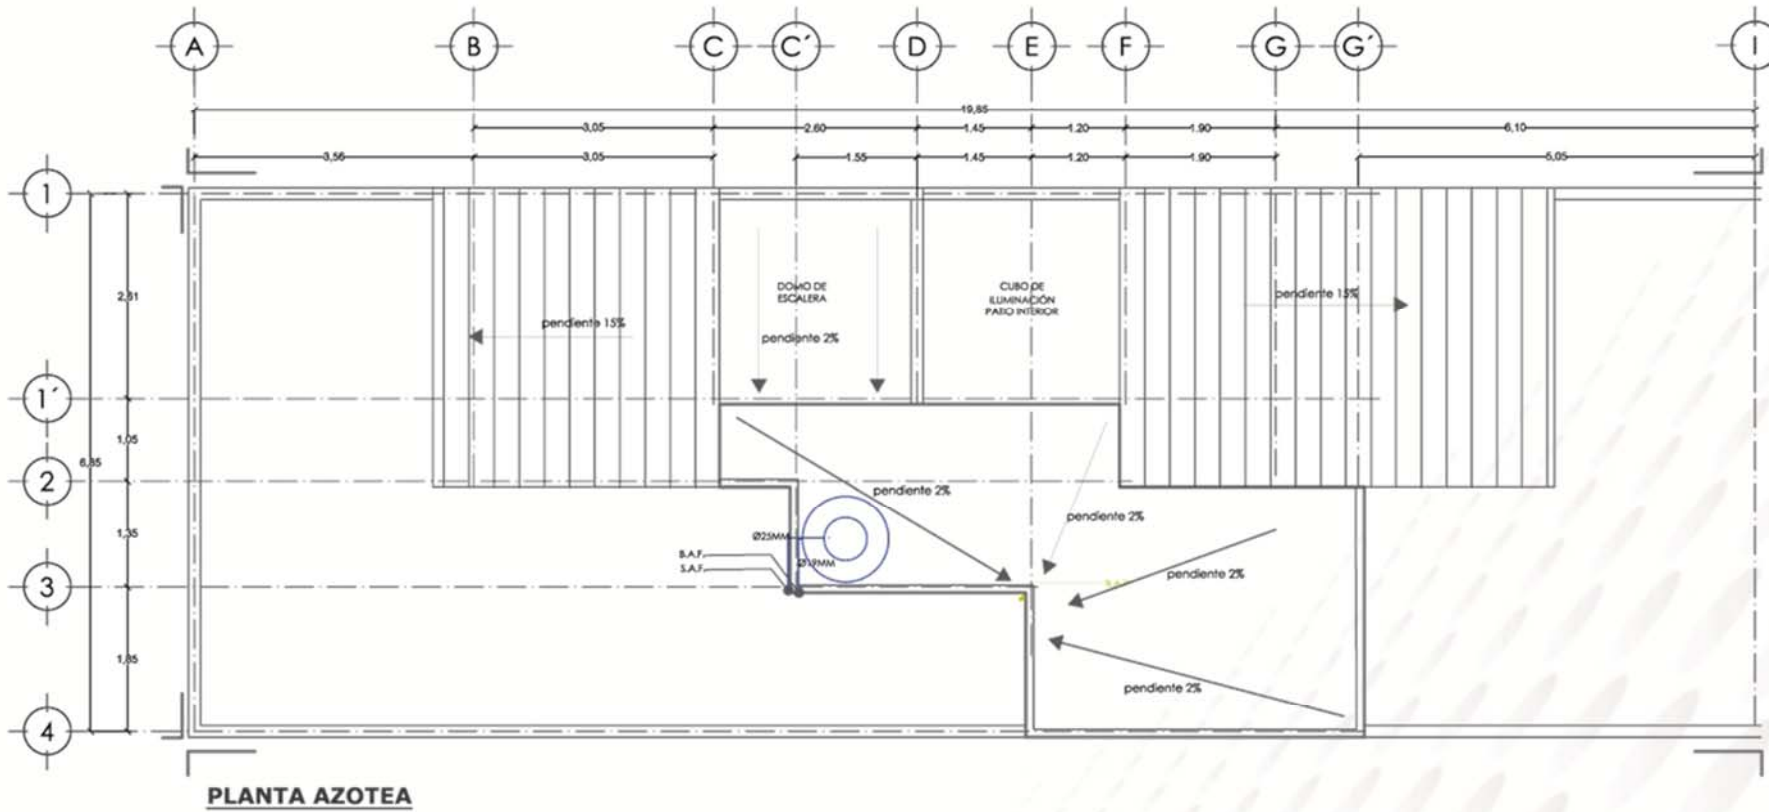 A B C C´ D E F G G´ I
19,85
3,05 2.60 1.45 1.20 1.90 6,10
3,56 3,05 1.55 1.45 1.20 1.90 5,05
1
2,61
DOMO DE
ESCALERA
CUBO DE
ILUMINACIÓN
PATIO INTERIOR
pendiente 15%
pendiente 15%
pendiente 2%
1´
1,05
6,85
2
pendiente 2%
pendiente 2%
1,35
Ø25MM
B.A.F.
Ø19MM
S.A.F.
pendiente 2%
3
1,85
pendiente 2%
4
PLANTA AZOTEA